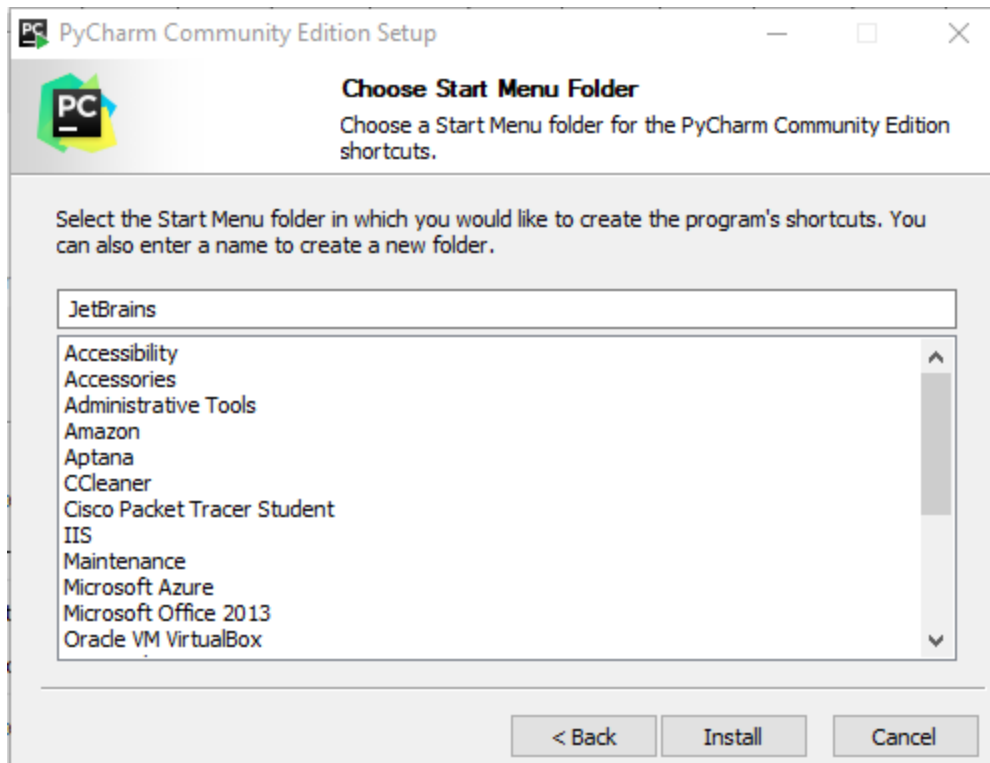 PC PyCharm Community Edition Setup
PC
Choose Start Menu Folder
Choose a Start Menu folder for the PyCharm Community Edition
shortcuts.
Select the Start Menu folder in which you would like to create the program's shortcuts. You
can also enter a name to create a new folder.
JetBrains
Accessibility
Accessories
Administrative Tools
Amazon
Aptana
CCleaner
Cisco Packet Tracer Student
IIS
Maintenance
Microsoft Azure
Microsoft Office 2013
Oracle VM VirtualBox
< Back Install Cancel